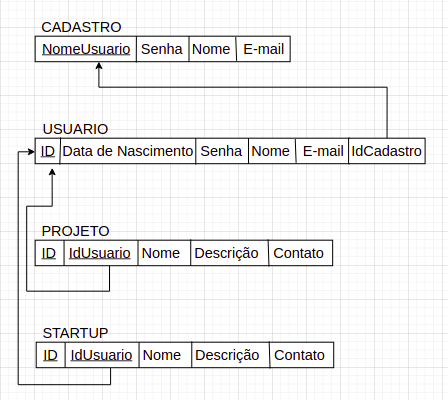 CADASTRO
NomeUsuario Senha Nome E-mail
USUARIO
ID Data de Nascimento Senha Nome E-mail IdCadastro
PROJETO
ID IdUsuario Nome Descrição Contato
STARTUP
ID IdUsuario Nome Descrição Contato